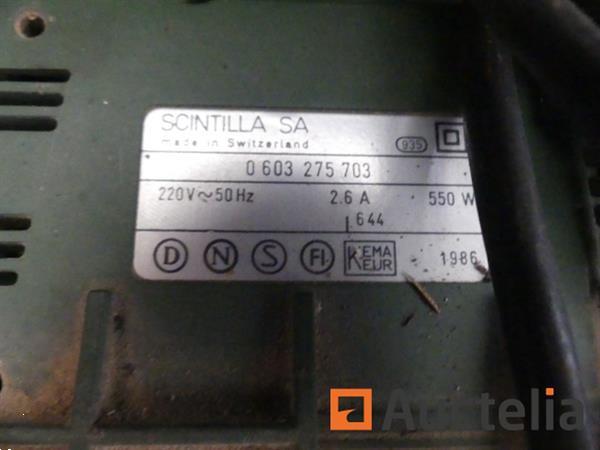 SCINTILLA SA
made in Switzerland
935
0 603 275 703
220V~50Hz 2.6 A 550 W
644
D N S FI KEMA KEUR 1986
Auctelia